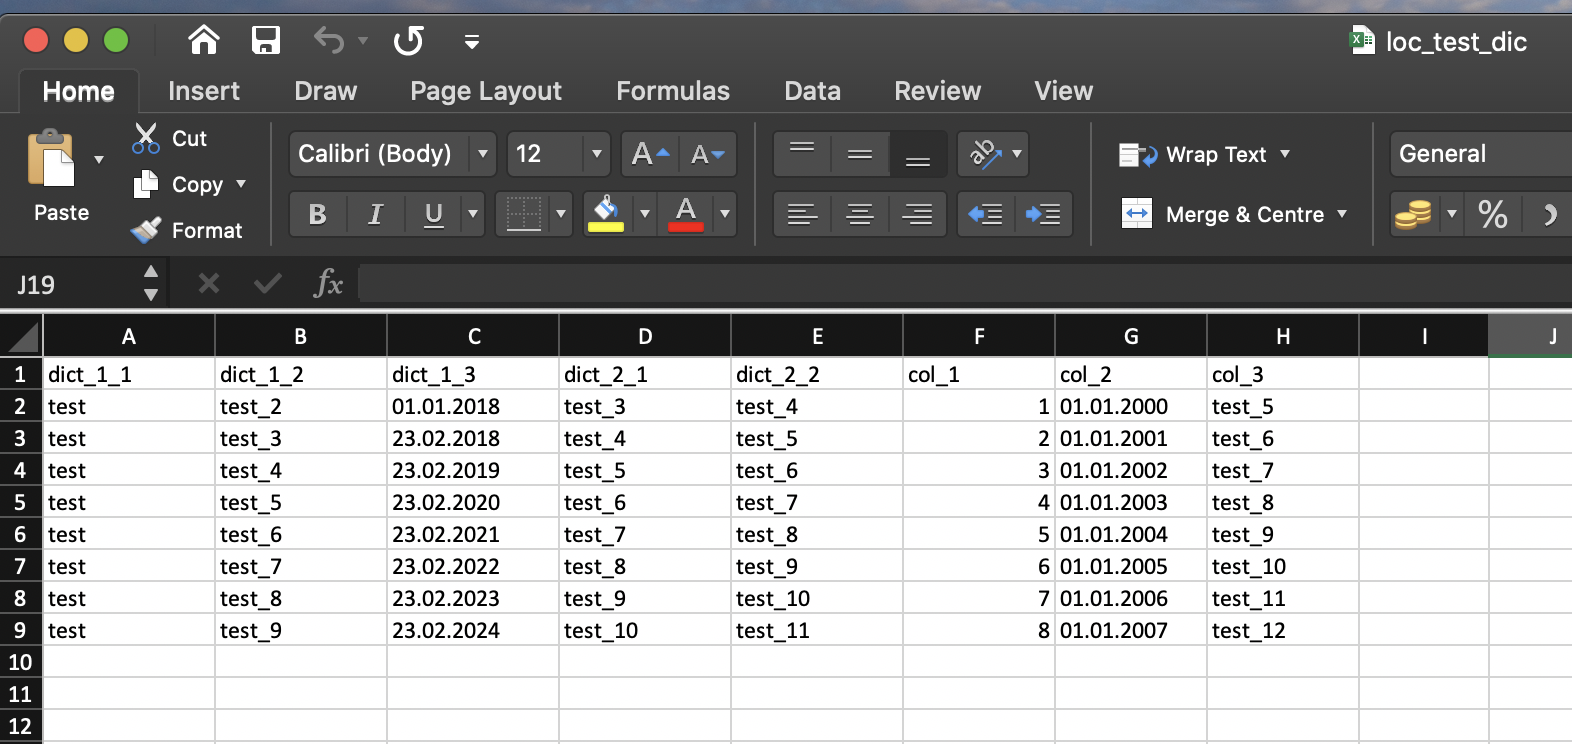 loc_test_dic
Home Insert Draw Page Layout Formulas Data Review View
Paste
Cut
Copy
Format
Calibri (Body) 12
A A
B I U A
ab
Wrap Text
Merge & Centre
General
%
J19 fx
A B C D E F G H I J
1 dict_1_1 dict_1_2 dict_1_3 dict_2_1 dict_2_2 col_1 col_2 col_3
2 test test_2 01.01.2018 test_3 test_4 1 01.01.2000 test_5
3 test test_3 23.02.2018 test_4 test_5 2 01.01.2001 test_6
4 test test_4 23.02.2019 test_5 test_6 3 01.01.2002 test_7
5 test test_5 23.02.2020 test_6 test_7 4 01.01.2003 test_8
6 test test_6 23.02.2021 test_7 test_8 5 01.01.2004 test_9
7 test test_7 23.02.2022 test_8 test_9 6 01.01.2005 test_10
8 test test_8 23.02.2023 test_9 test_10 7 01.01.2006 test_11
9 test test_9 23.02.2024 test_10 test_11 8 01.01.2007 test_12
10
11
12